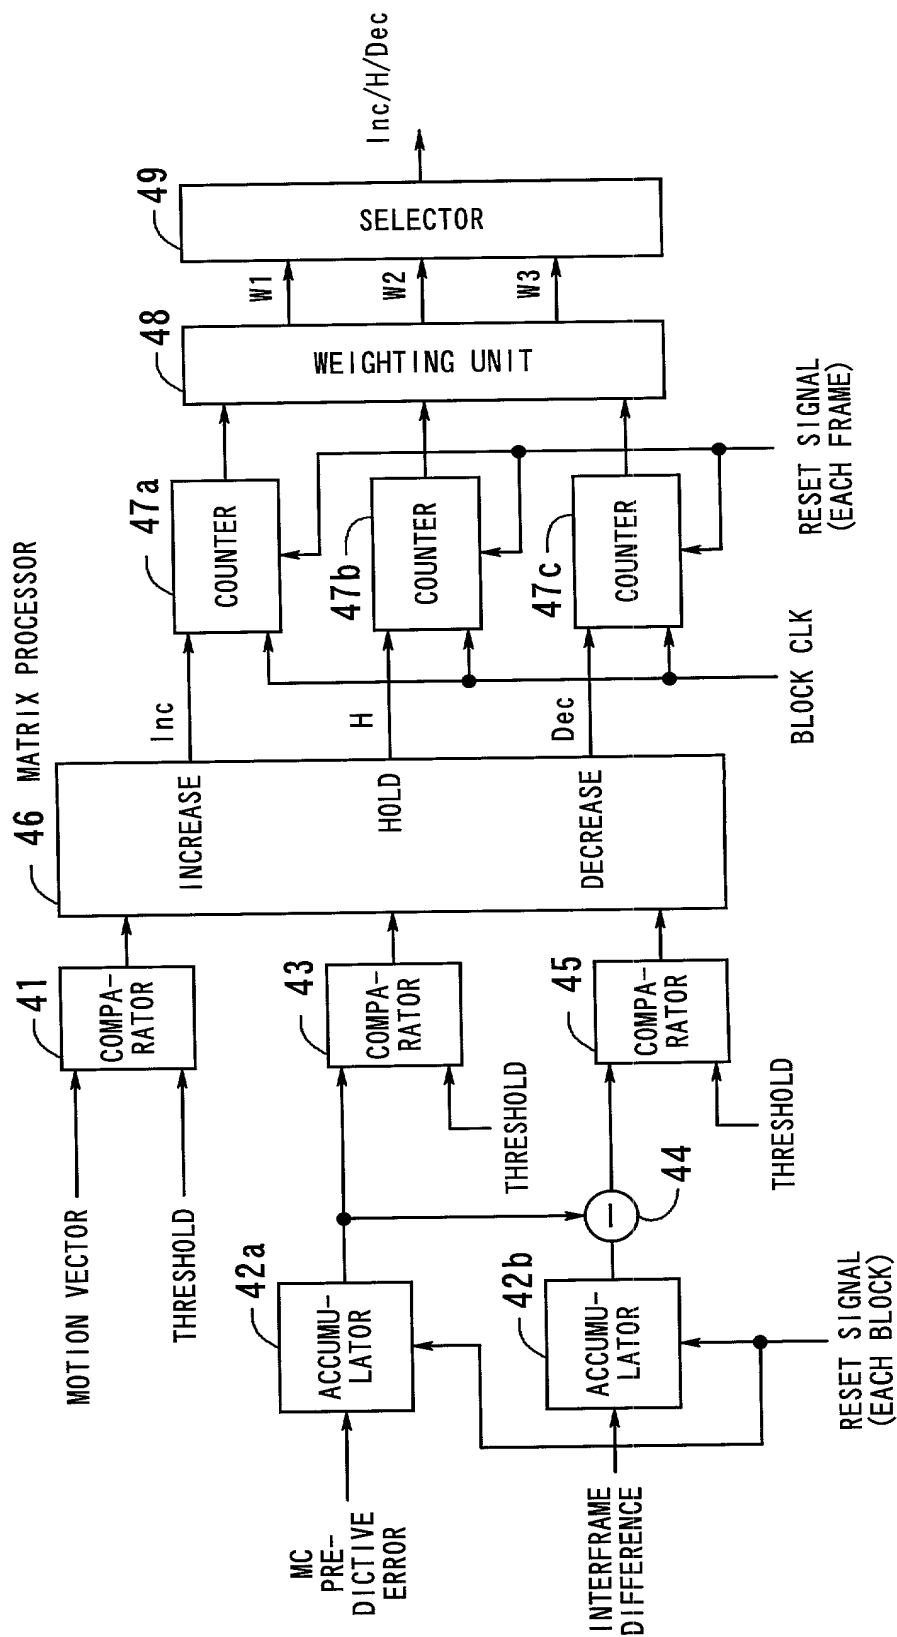 46 MATRIX PROCESSOR
41
COMPA-
RATOR
MOTION VECTOR
THRESHOLD
MC
PRE-
DICTIVE
ERROR
42a
ACCUMU-
LATOR
43
COMPA-
RATOR
THRESHOLD
INTERFRAME
DIFFERENCE
42b
ACCUMU-
LATOR
−
44
45
COMPA-
RATOR
THRESHOLD
RESET SIGNAL
(EACH BLOCK)
INCREASE
HOLD
DECREASE
Inc
H
Dec
47a
COUNTER
47b
COUNTER
47c
COUNTER
BLOCK CLK
RESET SIGNAL
(EACH FRAME)
48
WEIGHTING UNIT
W1
W2
W3
49
SELECTOR
Inc/H/Dec